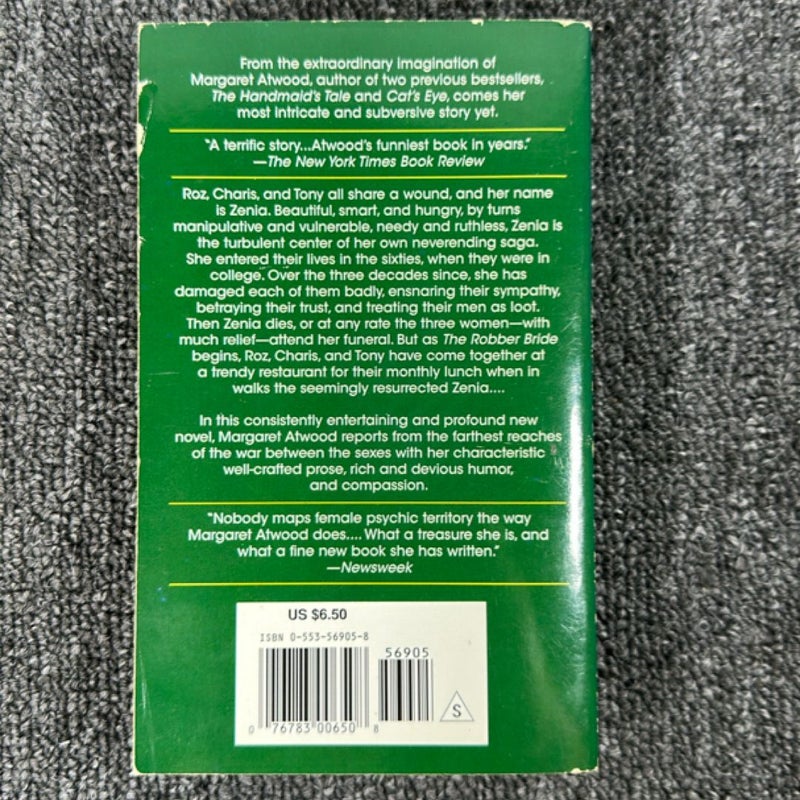 From the extraordinary imagination of
Margaret Atwood, author of two previous bestsellers,
The Handmaid's Tale and Cat's Eye, comes her
most intricate and subversive story yet.
"A terrific story...Atwood's funniest book in years."
—The New York Times Book Review
Roz, Charis, and Tony all share a wound, and her name
is Zenia. Beautiful, smart, and hungry, by turns
manipulative and vulnerable, needy and ruthless, Zenia is
the turbulent center of her own neverending saga.
She entered their lives in the sixties, when they were in
college. Over the three decades since, she has
damaged each of them badly, ensnaring their sympathy,
betraying their trust, and treating their men as loot.
Then Zenia dies, or at any rate the three women—with
much relief—attend her funeral. But as The Robber Bride
begins, Roz, Charis, and Tony have come together at
a trendy restaurant for their monthly lunch when in
walks the seemingly resurrected Zenia....
In this consistently entertaining and profound new
novel, Margaret Atwood reports from the farthest reaches
of the war between the sexes with her characteristic
well-crafted prose, rich and devious humor,
and compassion.
"Nobody maps female psychic territory the way
Margaret Atwood does.... What a treasure she is, and
what a fine new book she has written."
—Newsweek
US $6.50
ISBN 0-553-56905-8
56905
S
0 76783 00650 8